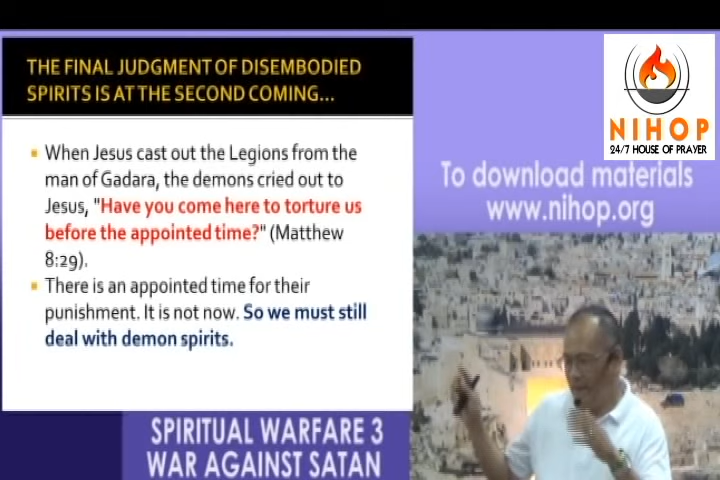 THE FINAL JUDGMENT OF DISEMBODIED
SPIRITS IS AT THE SECOND COMING...
When Jesus cast out the Legions from the
man of Gadara, the demons cried out to
Jesus, "Have you come here to torture us
before the appointed time?" (Matthew
8:29).
There is an appointed time for their
punishment. It is not now. So we must still
deal with demon spirits.
NIHOP
24/7 HOUSE OF PRAYER
To download materials
www.nihop.org
SPIRITUAL WARFARE 3
WAR AGAINST SATAN